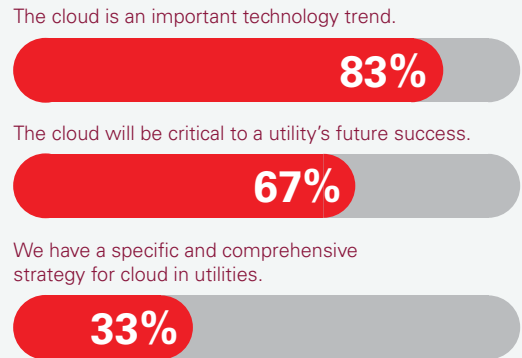 The cloud is an important technology trend.
83%
The cloud will be critical to a utility’s future success.
67%
We have a specific and comprehensive
strategy for cloud in utilities.
33%